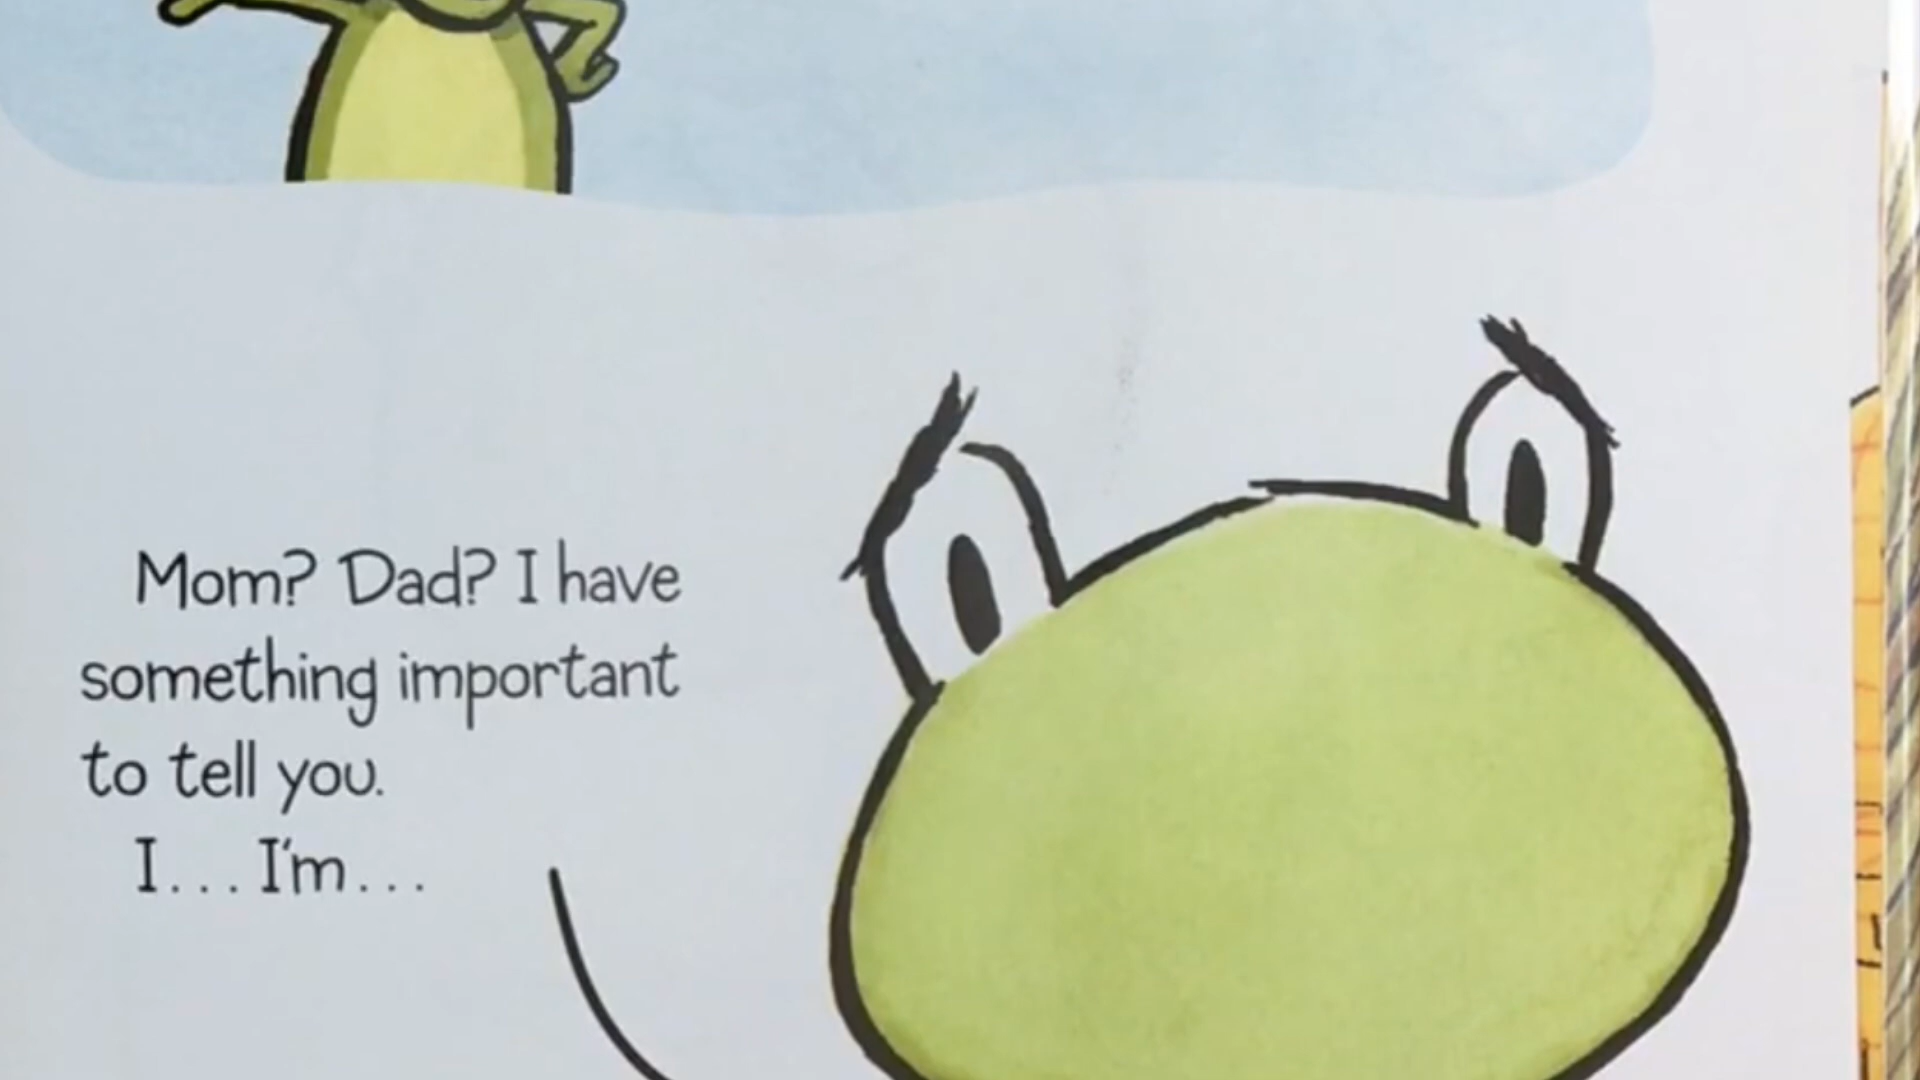 Mom? Dad? I have
something important
to tell you.
I... I'm...